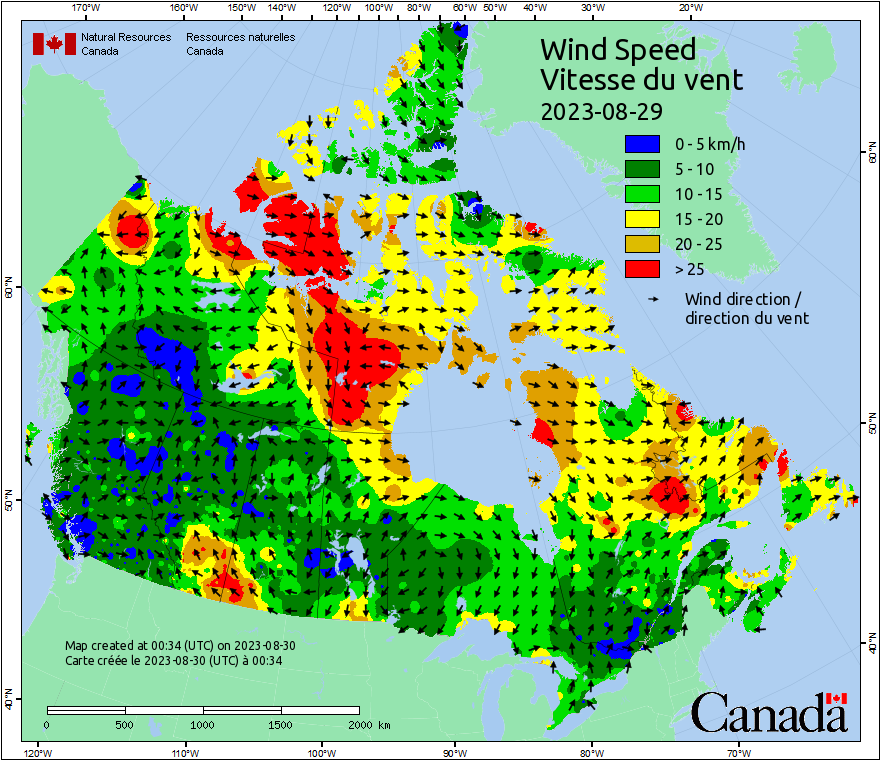 170°W 160°W 150°W 140°W 120°W 100°W 80°W 60°W 50°W 40°W 30°W 20°W
Natural Resources Ressources naturelles
Canada Canada
Wind Speed
Vitesse du vent
2023-08-29
0 - 5 km/h
5 - 10
10 - 15
15 - 20
20 - 25
> 25
Wind direction /
direction du vent
60°N
60°N
50°N
50°N
40°N
40°N
Map created at 00:34 (UTC) on 2023-08-30
Carte créée le 2023-08-30 (UTC) à 00:34
0 500 1000 1500 2000 km
Canada
120°W 110°W 100°W 90°W 80°W 70°W